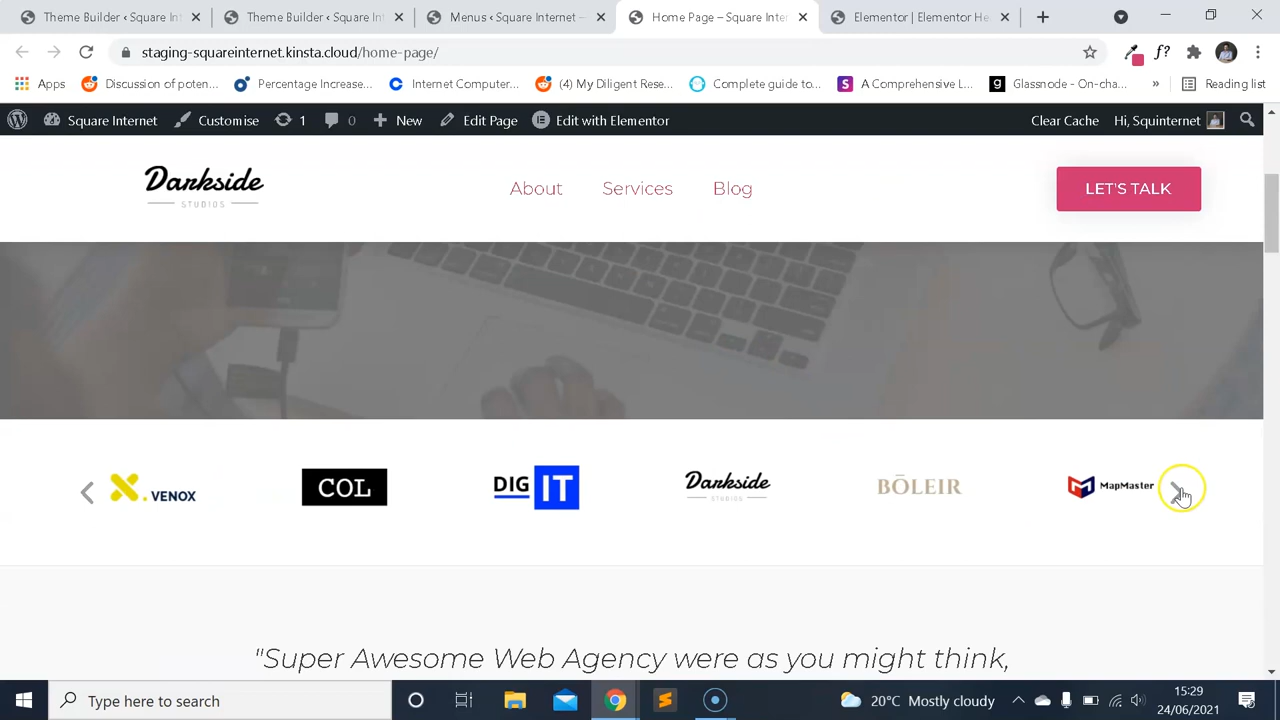 Theme Builder < Square In
Theme Builder < Square Int
Menus < Square Internet —
Home Page – Square Inter
Elementor | Elementor He
staging-squareinternet.kinsta.cloud/home-page/
f?
Apps
Discussion of poten...
Percentage Increase...
Internet Computer...
(4) My Diligent Rese...
Complete guide to...
A Comprehensive L...
Glassnode - On-cha...
»
Reading list
Square Internet
Customise
1
0
New
Edit Page
Edit with Elementor
Clear Cache
Hi, Squinternet
Darkside
STUDIOS
About
Services
Blog
LET'S TALK
VENOX
COL
DIG IT
Darkside
STUDIOS
BŌLEIR
MapMaster
"Super Awesome Web Agency were as you might think,
Type here to search
20°C Mostly cloudy
15:29
24/06/2021